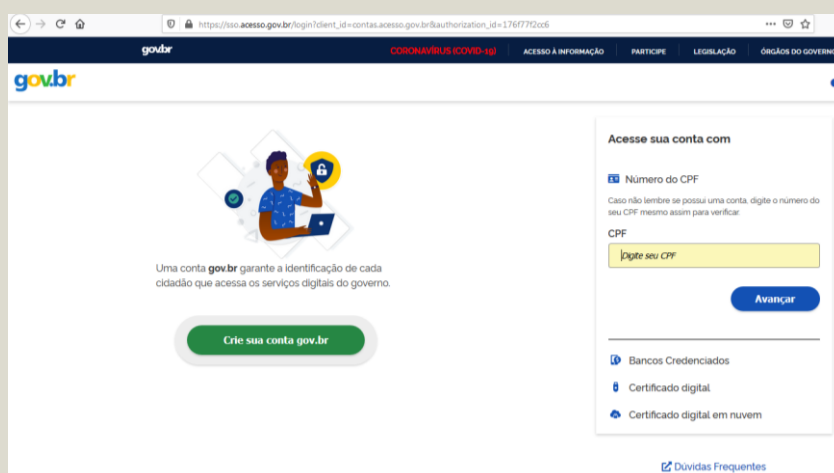 https://sso.acesso.gov.br/login?client_id=contas.acesso.gov.br&authorization_id=176f77f2cc6
gov.br
CORONAVÍRUS (COVID-19)
ACESSO À INFORMAÇÃO
PARTICIPE
LEGISLAÇÃO
ÓRGÃOS DO GOVERNO
gov.br
Uma conta gov.br garante a identificação de cada
cidadão que acessa os serviços digitais do governo.
Crie sua conta gov.br
Acesse sua conta com
Número do CPF
Caso não lembre se possui uma conta, digite o número do
seu CPF mesmo assim para verificar.
CPF
Digite seu CPF
Avançar
Bancos Credenciados
Certificado digital
Certificado digital em nuvem
Dúvidas Frequentes